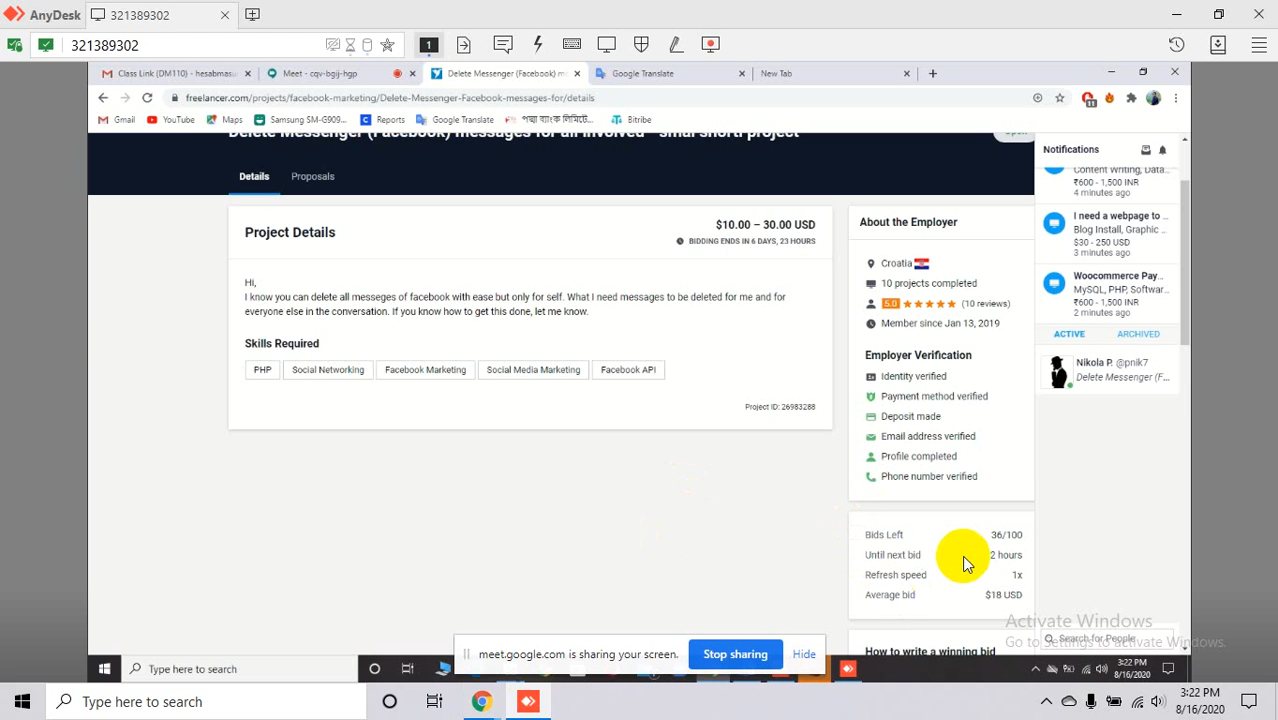 AnyDesk
321389302
321389302
1
Class Link (DM110) - hesabmas
Meet - cqv-bgij-hgp
Delete Messenger (Facebook) m
Google Translate
New Tab
freelancer.com/projects/facebook-marketing/Delete-Messenger-Facebook-messages-for/details
11
Gmail
YouTube
Maps
Samsung SM-G909...
Reports
Google Translate
পদ্মা ব্যাংক লিমিটে...
Bitribe
Delete Messenger (Facebook) messages for all involved - smal short project
Open
Details
Proposals
Project Details
$10.00 – 30.00 USD
BIDDING ENDS IN 6 DAYS, 23 HOURS
Hi,
I know you can delete all messeges of facebook with ease but only for self. What I need messages to be deleted for me and for
everyone else in the conversation. If you know how to get this done, let me know.
Skills Required
PHP
Social Networking
Facebook Marketing
Social Media Marketing
Facebook API
Project ID: 26983288
About the Employer
Croatia
10 projects completed
5.0
(10 reviews)
Member since Jan 13, 2019
Employer Verification
Identity verified
Payment method verified
Deposit made
Email address verified
Profile completed
Phone number verified
Bids Left 36/100
Until next bid 2 hours
Refresh speed 1x
Average bid $18 USD
How to write a winning bid
Notifications
Content Writing, Data...
₹600 - 1,500 INR
4 minutes ago
I need a webpage to ...
Blog Install, Graphic ...
$30 - 250 USD
3 minutes ago
Woocommerce Pay...
MySQL, PHP, Softwar...
₹600 - 1,500 INR
2 minutes ago
ACTIVE
ARCHIVED
Nikola P. @pnik7
Delete Messenger (F...
Search for People
Activate Windows
Go to Settings to activate Windows.
meet.google.com is sharing your screen.
Stop sharing
Hide
Type here to search
3:22 PM
8/16/2020
Type here to search
3:22 PM
8/16/2020